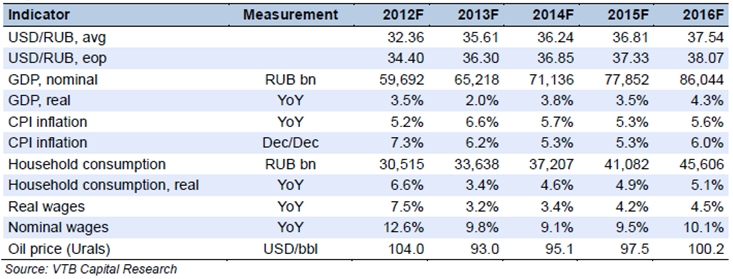 Indicator Measurement 2012F 2013F 2014F 2015F 2016F
USD/RUB, avg 32.36 35.61 36.24 36.81 37.54
USD/RUB, eop 34.40 36.30 36.85 37.33 38.07
GDP, nominal RUB bn 59,692 65,218 71,136 77,852 86,044
GDP, real YoY 3.5% 2.0% 3.8% 3.5% 4.3%
CPI inflation YoY 5.2% 6.6% 5.7% 5.3% 5.6%
CPI inflation Dec/Dec 7.3% 6.2% 5.3% 5.3% 6.0%
Household consumption RUB bn 30,515 33,638 37,207 41,082 45,606
Household consumption, real YoY 6.6% 3.4% 4.6% 4.9% 5.1%
Real wages YoY 7.5% 3.2% 3.4% 4.2% 4.5%
Nominal wages YoY 12.6% 9.8% 9.1% 9.5% 10.1%
Oil price (Urals) USD/bbl 104.0 93.0 95.1 97.5 100.2
Source: VTB Capital Research